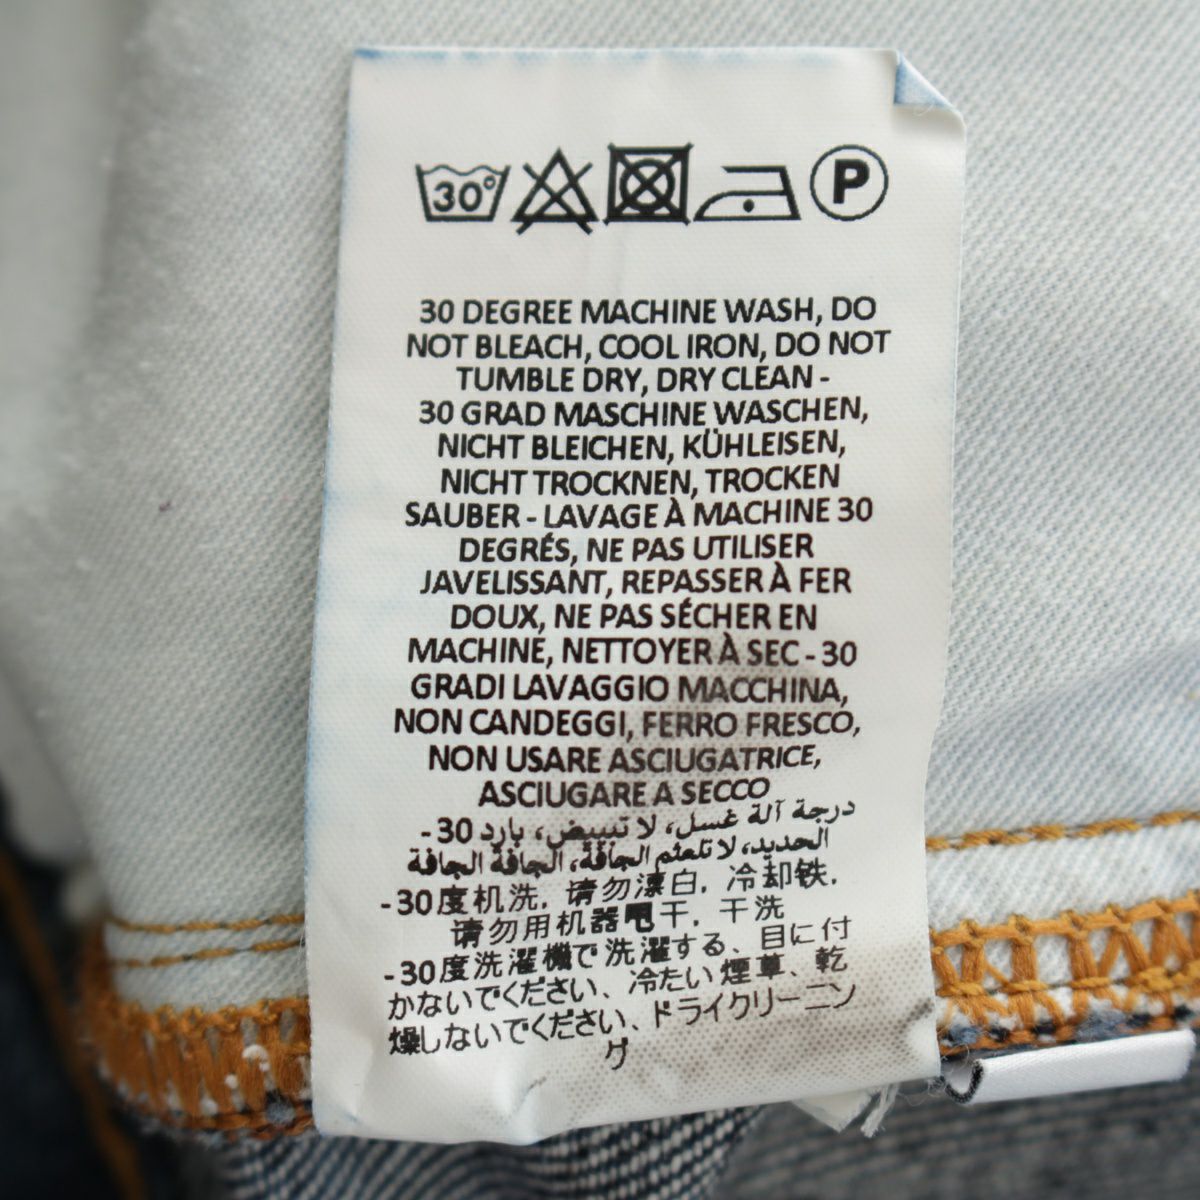 30°
P
30 DEGREE MACHINE WASH, DO
NOT BLEACH, COOL IRON, DO NOT
TUMBLE DRY, DRY CLEAN -
30 GRAD MASCHINE WASCHEN,
NICHT BLEICHEN, KÜHLEISEN,
NICHT TROCKNEN, TROCKEN
SAUBER - LAVAGE À MACHINE 30
DEGRÉS, NE PAS UTILISER
JAVELISSANT, REPASSER À FER
DOUX, NE PAS SÉCHER EN
MACHINE, NETTOYER À SEC - 30
GRADI LAVAGGIO MACCHINA,
NON CANDEGGI, FERRO FRESCO,
NON USARE ASCIUGATRICE,
ASCIUGARE A SECCO
-30 درجة آلة غسل، لا تبييض، بارد
الحديد، لا تلعثم الجافة، الجافة الجافة
-30度机洗, 请勿漂白, 冷却铁,
请勿用机器甩干, 干洗
-30度洗濯機で洗濯する、目に付
かないでください、冷たい煙草、乾
燥しないでください、ドライクリーニン
グ